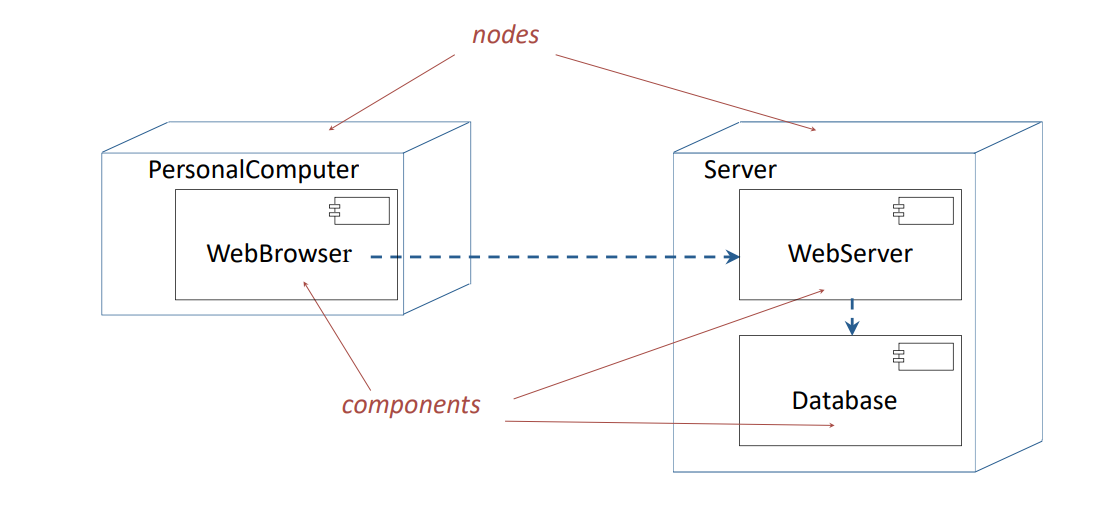 nodes
PersonalComputer
Server
WebBrowser
WebServer
components
Database